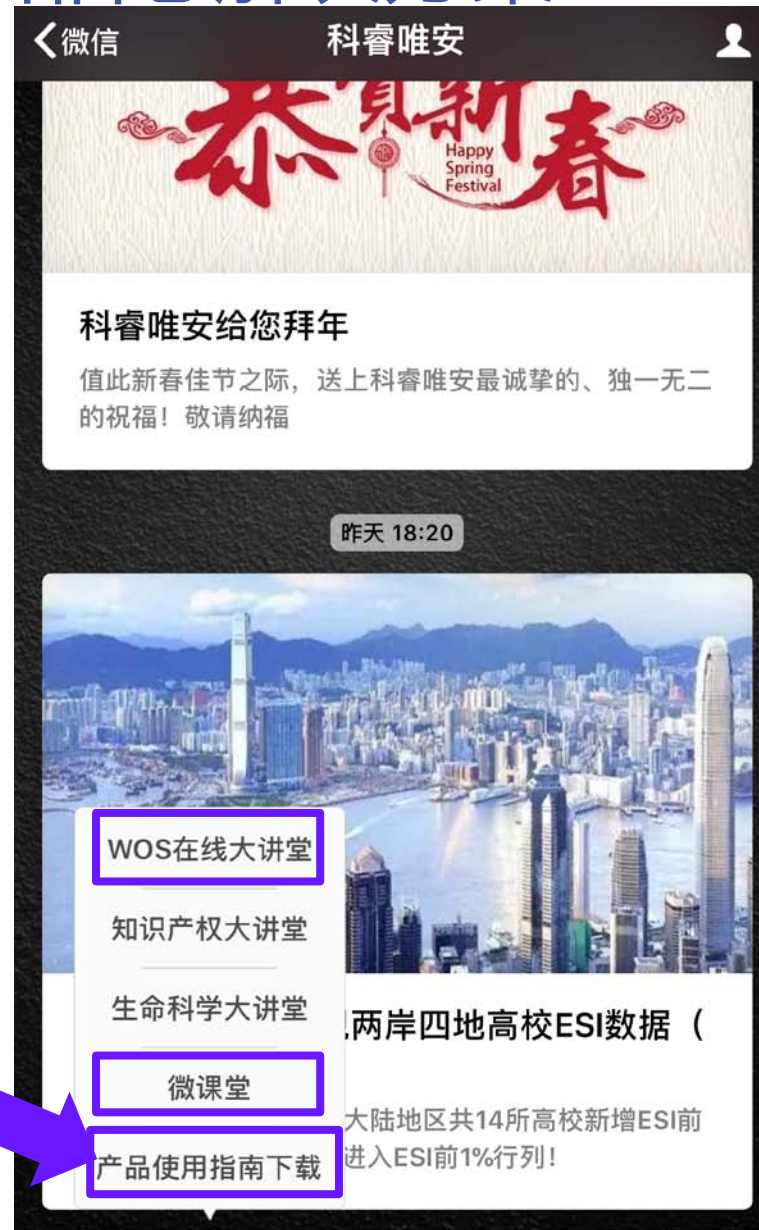 微信
科睿唯安
恭賀新春
Happy
Spring
Festival
科睿唯安给您拜年
值此新春佳节之际，送上科睿唯安最诚挚的、独一无二
的祝福！敬请纳福
昨天 18:20
WOS在线大讲堂
知识产权大讲堂
生命科学大讲堂
微课堂
产品使用指南下载
两岸四地高校ESI数据（
大陆地区共14所高校新增ESI前
进入ESI前1%行列！